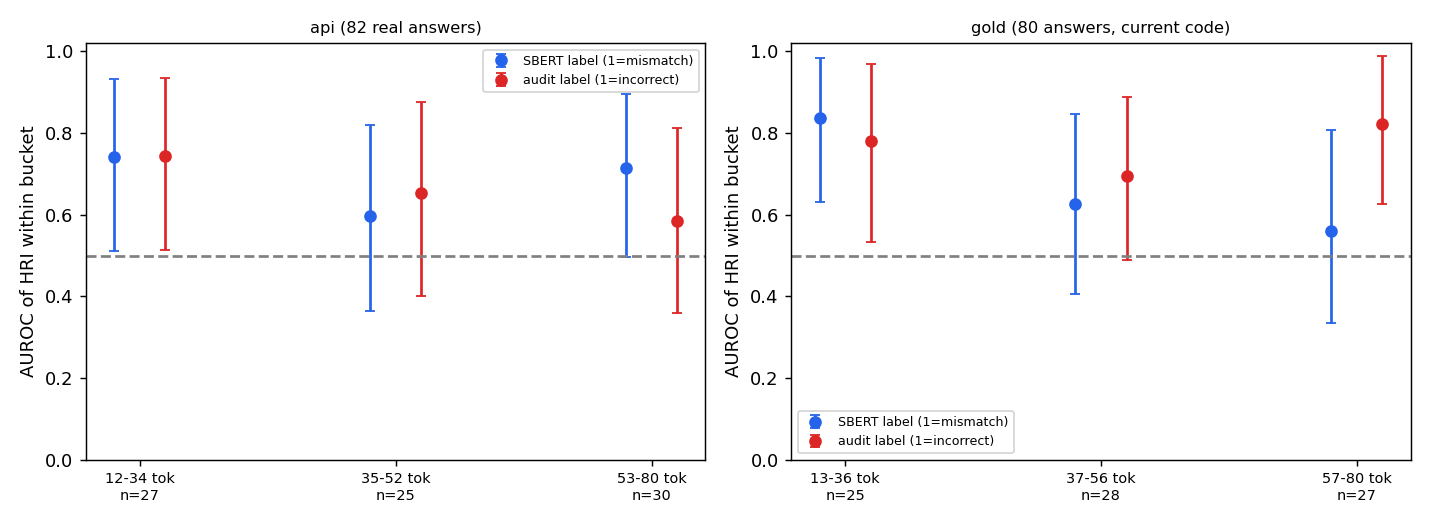 api (82 real answers)
AUROC of HRI within bucket
1.0
0.8
0.6
0.4
0.2
0.0
SBERT label (1=mismatch)
audit label (1=incorrect)
12-34 tok
n=27
35-52 tok
n=25
53-80 tok
n=30
gold (80 answers, current code)
AUROC of HRI within bucket
1.0
0.8
0.6
0.4
0.2
0.0
SBERT label (1=mismatch)
audit label (1=incorrect)
13-36 tok
n=25
37-56 tok
n=28
57-80 tok
n=27